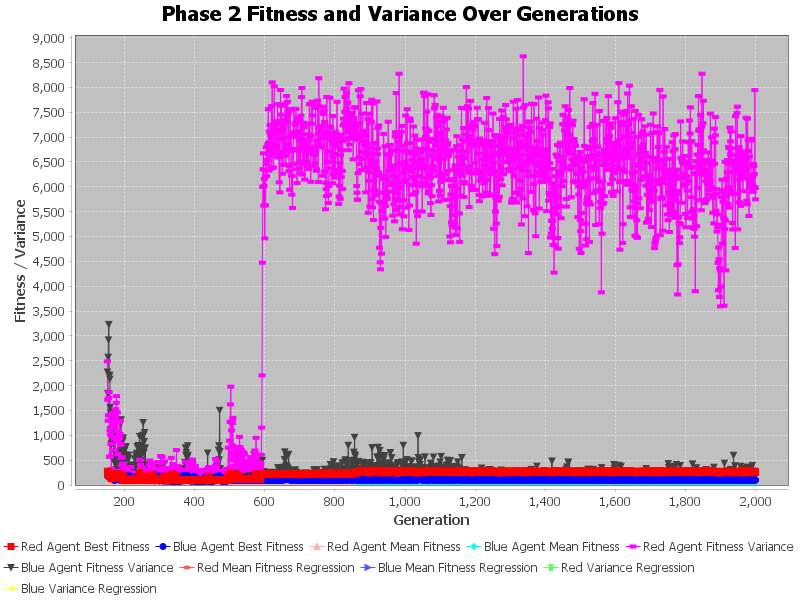 Phase 2 Fitness and Variance Over Generations
9,000
8,500
8,000
7,500
7,000
6,500
6,000
5,500
5,000
4,500
4,000
3,500
3,000
2,500
2,000
1,500
1,000
500
0
Fitness / Variance
200 400 600 800 1,000 1,200 1,400 1,600 1,800 2,000
Generation
Red Agent Best Fitness Blue Agent Best Fitness Red Agent Mean Fitness Blue Agent Mean Fitness Red Agent Fitness Variance
Blue Agent Fitness Variance Red Mean Fitness Regression Blue Mean Fitness Regression Red Variance Regression
Blue Variance Regression